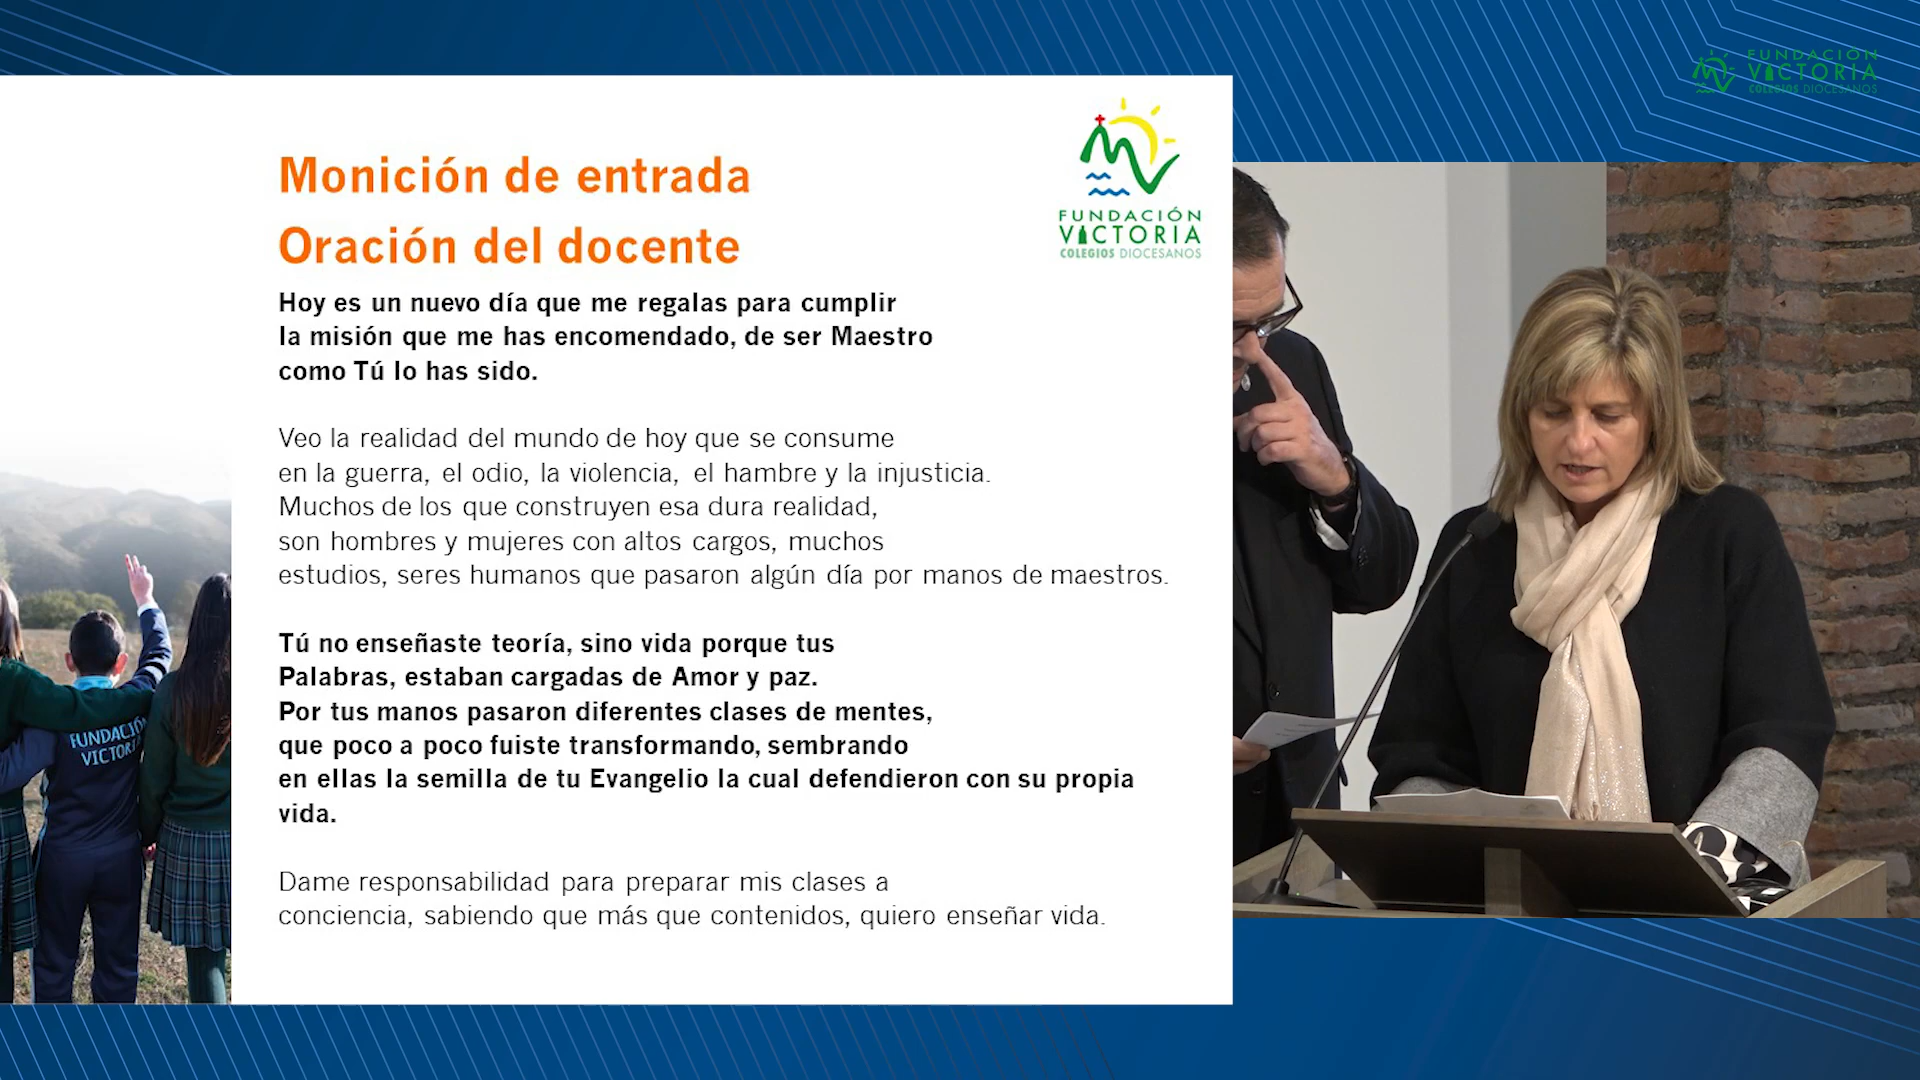 Monición de entrada
Oración del docente
Hoy es un nuevo día que me regalas para cumplir
la misión que me has encomendado, de ser Maestro
como Tú lo has sido.
Veo la realidad del mundo de hoy que se consume
en la guerra, el odio, la violencia, el hambre y la injusticia.
Muchos de los que construyen esa dura realidad,
son hombres y mujeres con altos cargos, muchos
estudios, seres humanos que pasaron algún día por manos de maestros.
Tú no enseñaste teoría, sino vida porque tus
Palabras, estaban cargadas de Amor y paz.
Por tus manos pasaron diferentes clases de mentes,
que poco a poco fuiste transformando, sembrando
en ellas la semilla de tu Evangelio la cual defendieron con su propia
vida.
Dame responsabilidad para preparar mis clases a
conciencia, sabiendo que más que contenidos, quiero enseñar vida.
FUNDACIÓN
VICTORIA
COLEGIOS DIOCESANOS
FUNDACIÓN
VICTORIA
COLEGIOS DIOCESANOS
FUNDACIÓN
VICTORIA